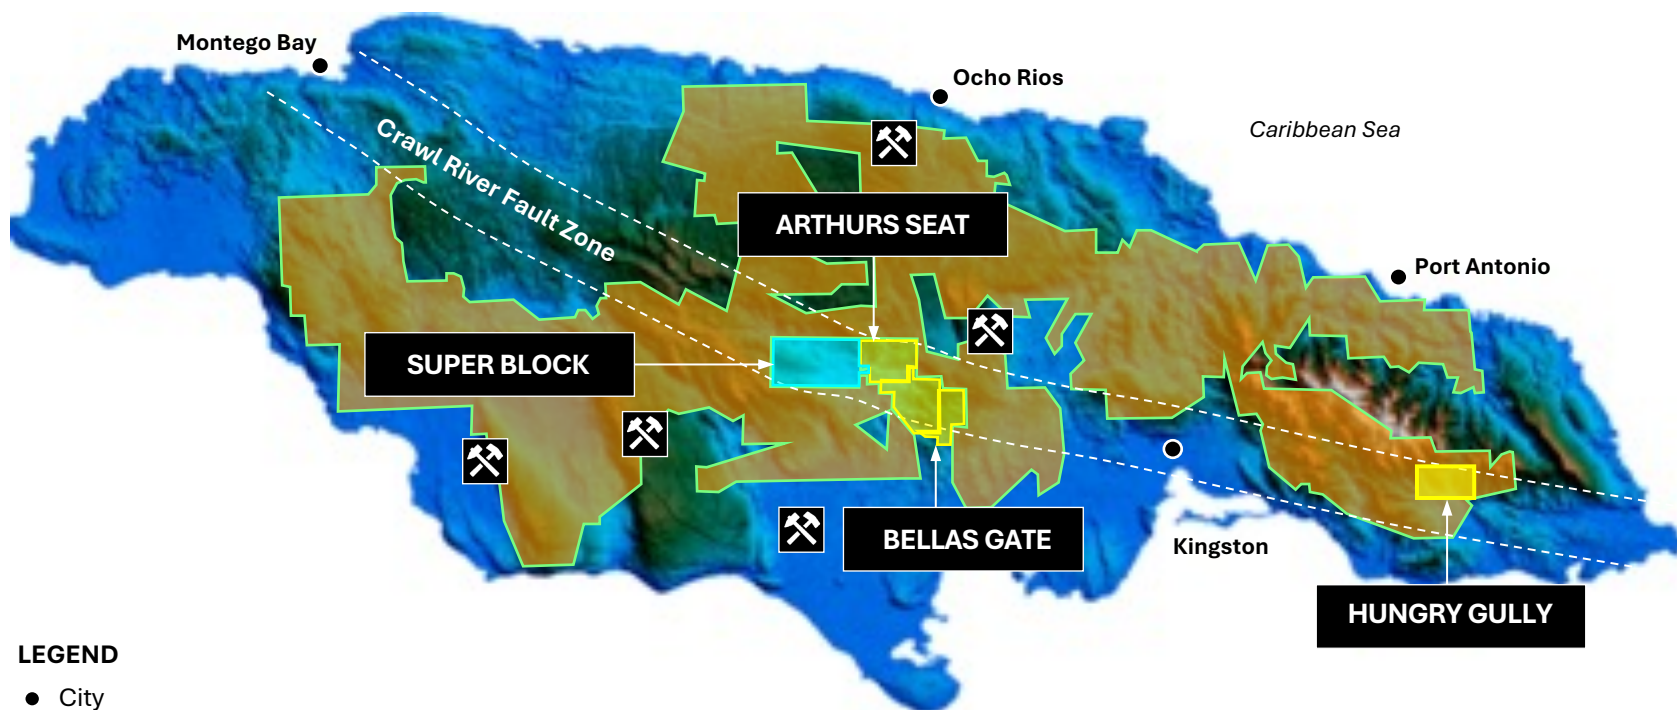 Montego Bay
Ocho Rios
Caribbean Sea
Crawl River Fault Zone
ARTHURS SEAT
Port Antonio
SUPER BLOCK
BELLAS GATE
Kingston
HUNGRY GULLY
LEGEND
City